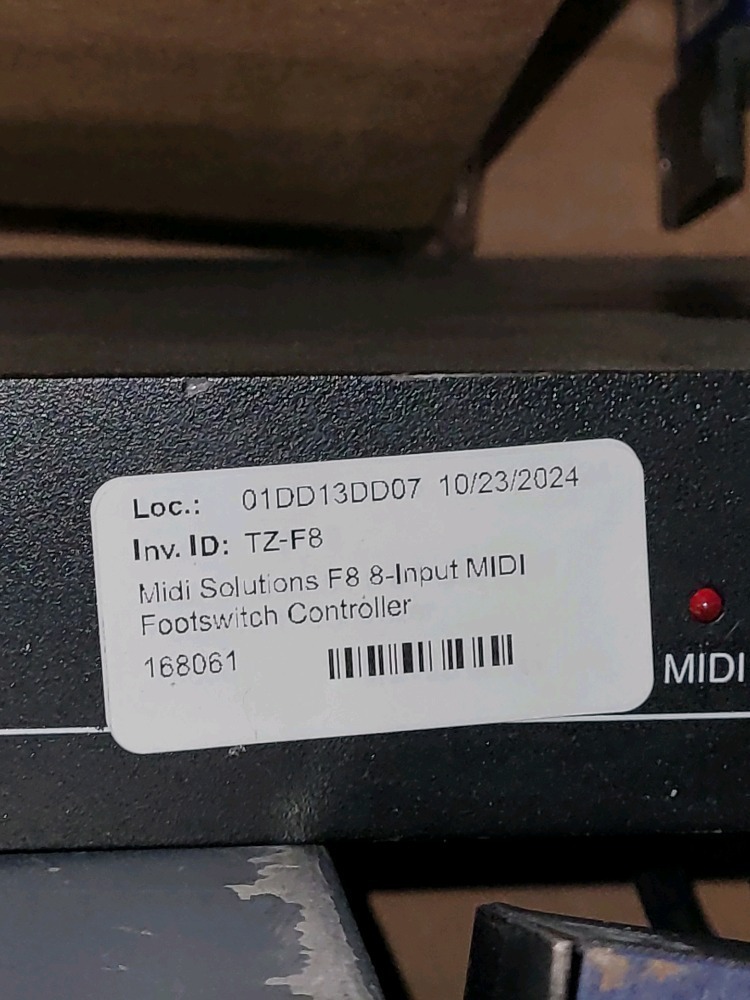 Loc.: 01DD13DD07 10/23/2024
Inv. ID: TZ-F8
Midi Solutions F8 8-Input MIDI
Footswitch Controller
168061
MIDI